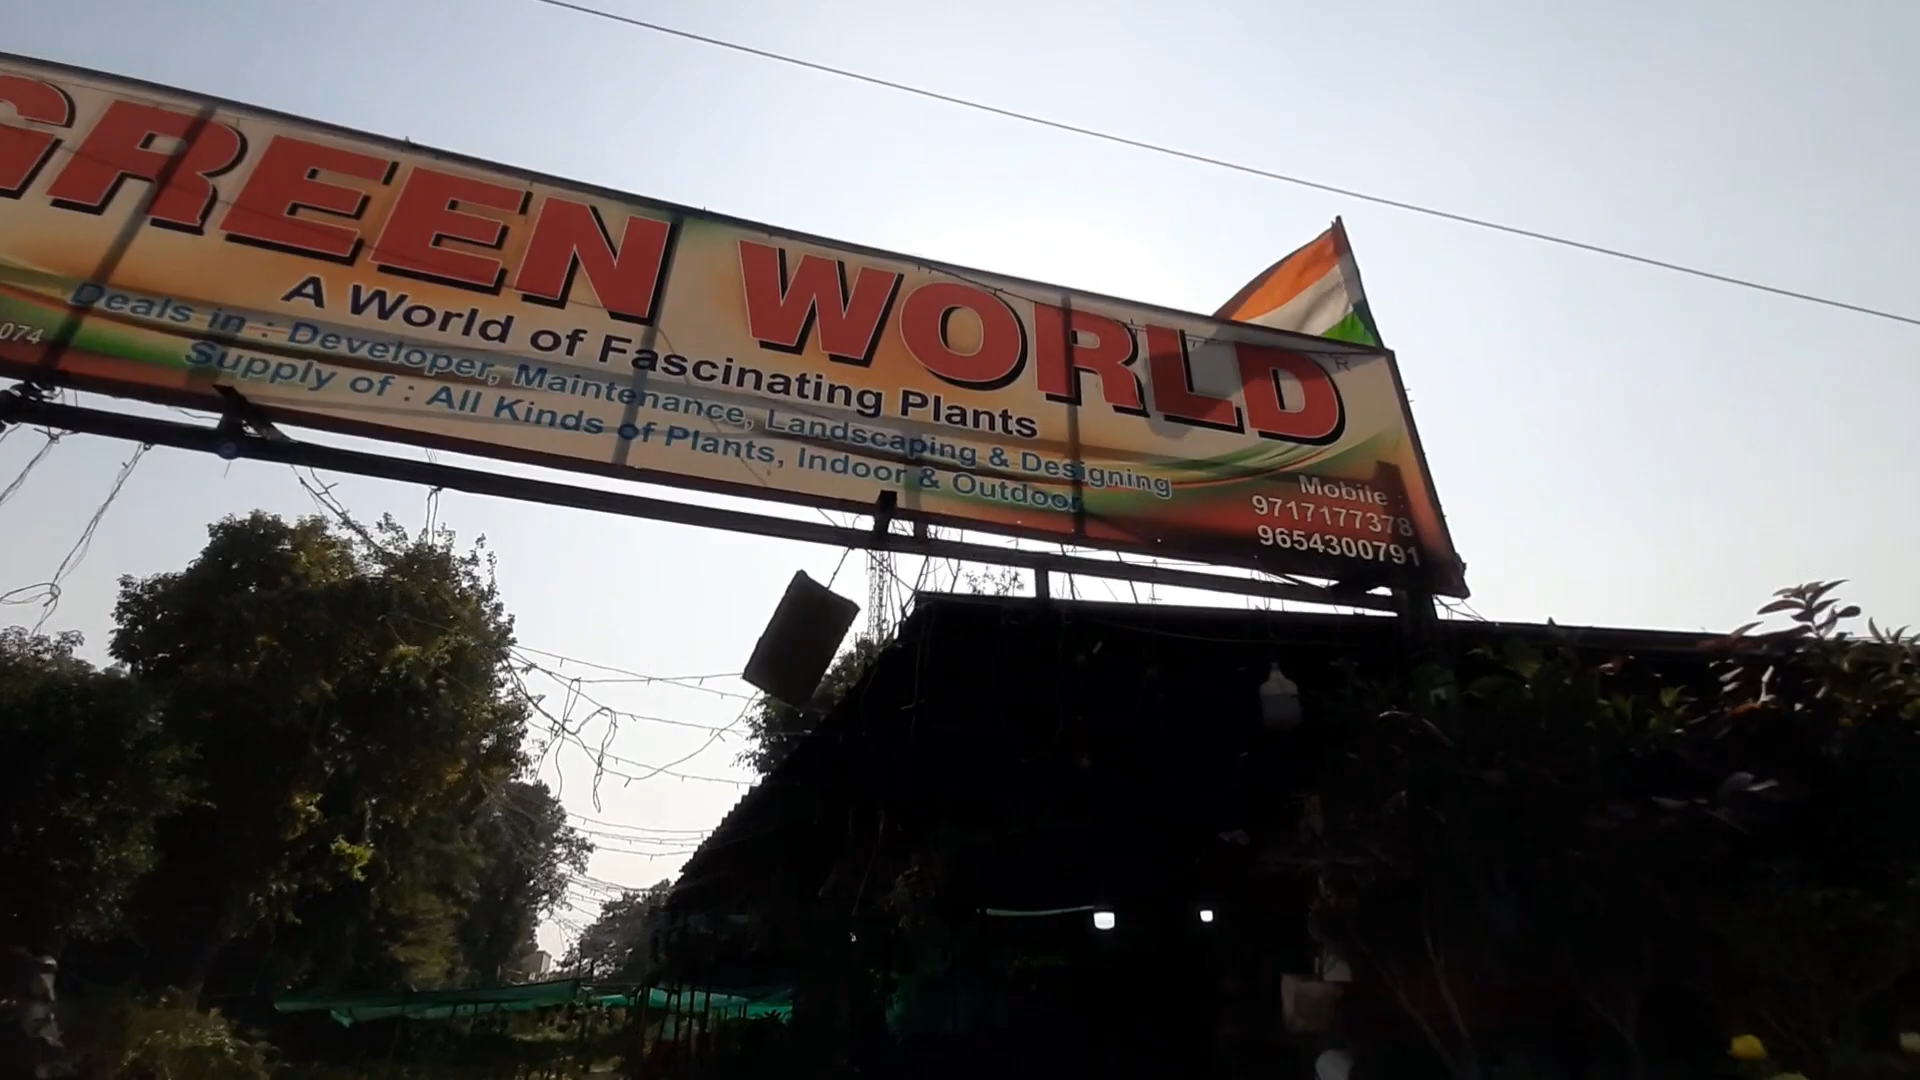 GREEN WORLD
R
A World of Fascinating Plants
Deals in : Developer, Maintenance, Landscaping & Designing
Supply of : All Kinds of Plants, Indoor & Outdoor
074
Mobile :
9717177378
9654300791